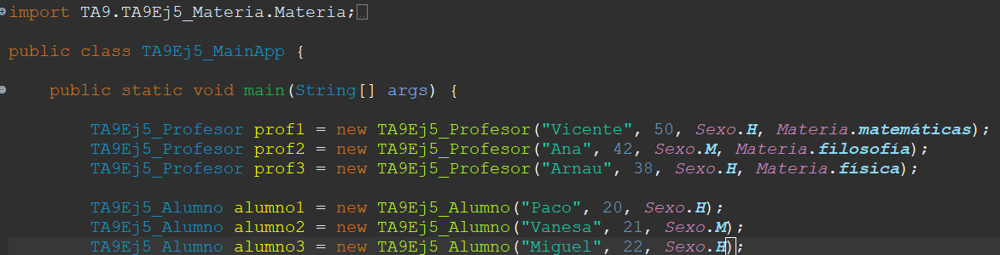 import TA9.TA9Ej5_Materia.Materia;
public class TA9Ej5_MainApp {
public static void main(String[] args) {
TA9Ej5_Profesor prof1 = new TA9Ej5_Profesor("Vicente", 50, Sexo.H, Materia.matemáticas);
TA9Ej5_Profesor prof2 = new TA9Ej5_Profesor("Ana", 42, Sexo.M, Materia.filosofía);
TA9Ej5_Profesor prof3 = new TA9Ej5_Profesor("Arnau", 38, Sexo.H, Materia.física);
TA9Ej5_Alumno alumno1 = new TA9Ej5_Alumno("Paco", 20, Sexo.H);
TA9Ej5_Alumno alumno2 = new TA9Ej5_Alumno("Vanesa", 21, Sexo.M);
TA9Ej5_Alumno alumno3 = new TA9Ej5_Alumno("Miguel", 22, Sexo.H);